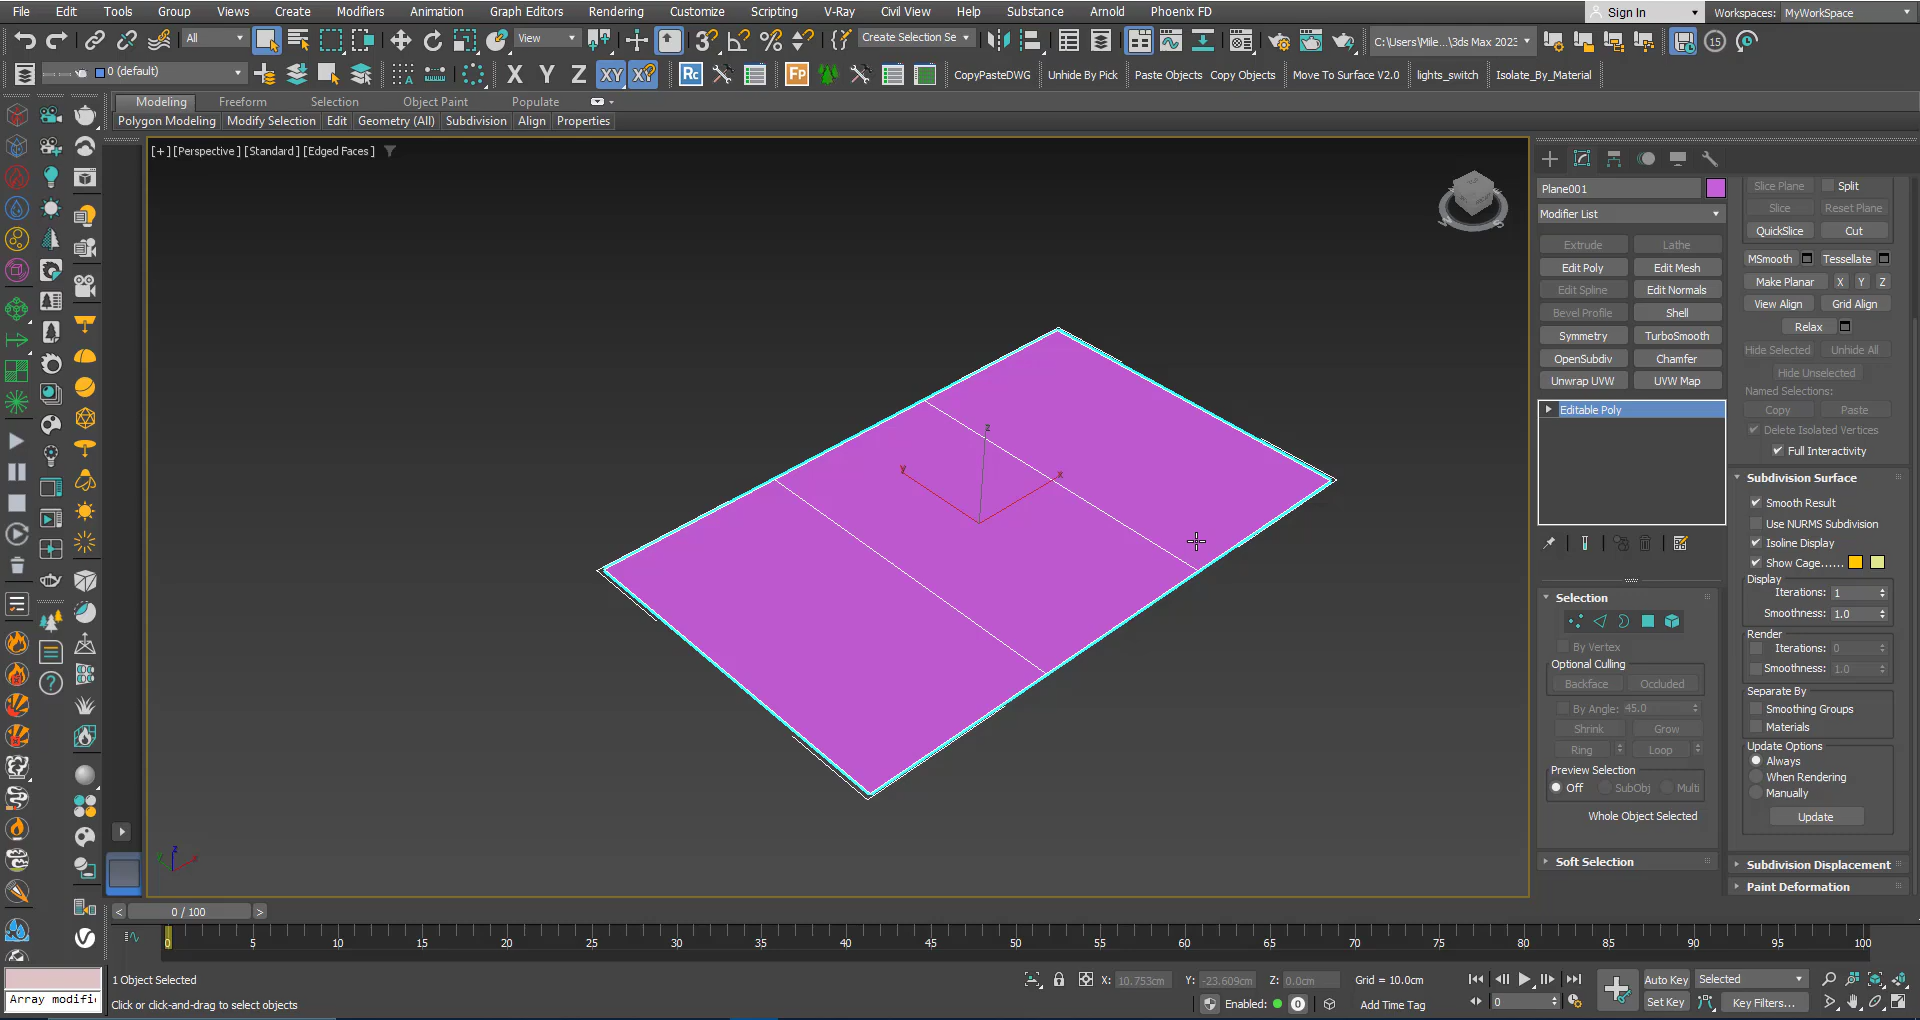 File Edit Tools Group Views Create Modifiers Animation Graph Editors Rendering Customize Scripting V-Ray Civil View Help Substance Arnold Phoenix FD Sign In Workspaces: MyWorkSpace
All View Create Selection Se C:\Users\Mile...\3ds Max 2023 15
0 (default) X Y Z XY Rc Fp CopyPasteDWG Unhide By Pick Paste Objects Copy Objects Move To Surface V2.0 lights_switch Isolate_By_Material
Modeling Freeform Selection Object Paint Populate
Polygon Modeling Modify Selection Edit Geometry (All) Subdivision Align Properties
[+] [Perspective] [Standard] [Edged Faces]
z
y
x
Plane001
Modifier List
Extrude Lathe
Edit Poly Edit Mesh
Edit Spline Edit Normals
Bevel Profile Shell
Symmetry TurboSmooth
OpenSubdiv Chamfer
Unwrap UVW UVW Map
Editable Poly
Selection
By Vertex
Optional Culling
Backface Occluded
By Angle: 45.0
Shrink Grow
Ring Loop
Preview Selection
Off SubObj Multi
Whole Object Selected
Soft Selection
Slice Plane Split
Slice Reset Plane
QuickSlice Cut
MSmooth Tessellate
Make Planar X Y Z
View Align Grid Align
Relax
Hide Selected Unhide All
Hide Unselected
Named Selections:
Copy Paste
Delete Isolated Vertices
Full Interactivity
Subdivision Surface
Smooth Result
Use NURMS Subdivision
Isoline Display
Show Cage......
Display
Iterations: 1
Smoothness: 1.0
Render
Iterations: 0
Smoothness: 1.0
Separate By
Smoothing Groups
Materials
Update Options
Always
When Rendering
Manually
Update
Subdivision Displacement
Paint Deformation
< 0 / 100 >
0 5 10 15 20 25 30 35 40 45 50 55 60 65 70 75 80 85 90 95 100
1 Object Selected X: 10.753cm Y: -23.609cm Z: 0.0cm Grid = 10.0cm Auto Key Selected
Array modifi Click or click-and-drag to select objects Enabled: 0 Add Time Tag 0 Set Key Key Filters...